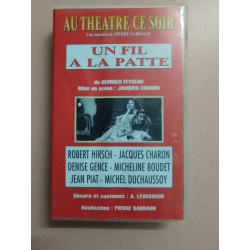 AU THEATRE CE SOIR
Une émission de PIERRE SABBAGH
UN FIL
A LA PATTE
de GEORGES FEYDEAU
Mise en scène : JACQUES CHARON
ROBERT HIRSCH - JACQUES CHARON
DENISE GENCE - MICHELINE BOUDET
JEAN PIAT - MICHEL DUCHAUSSOY
Décors et costumes : A. LEVASSEUR
Réalisation : PIERRE SABBAGH